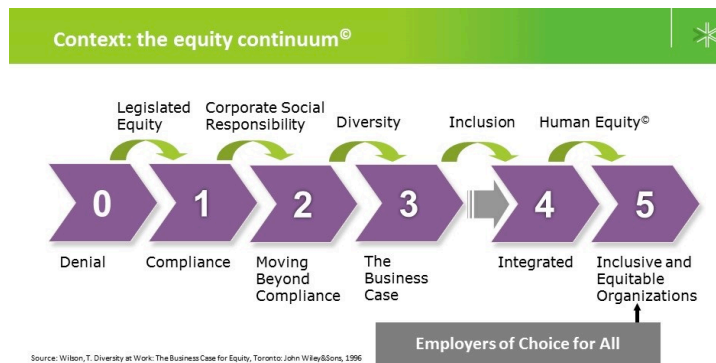 Context: the equity continuum©
Legislated
Equity
Corporate Social
Responsibility
Diversity
Inclusion
Human Equity©
0
1
2
3
4
5
Denial
Compliance
Moving
Beyond
Compliance
The
Business
Case
Integrated
Inclusive and
Equitable
Organizations
Employers of Choice for All
Source: Wilson, T. Diversity at Work: The Business Case for Equity, Toronto: John Wiley&Sons, 1996